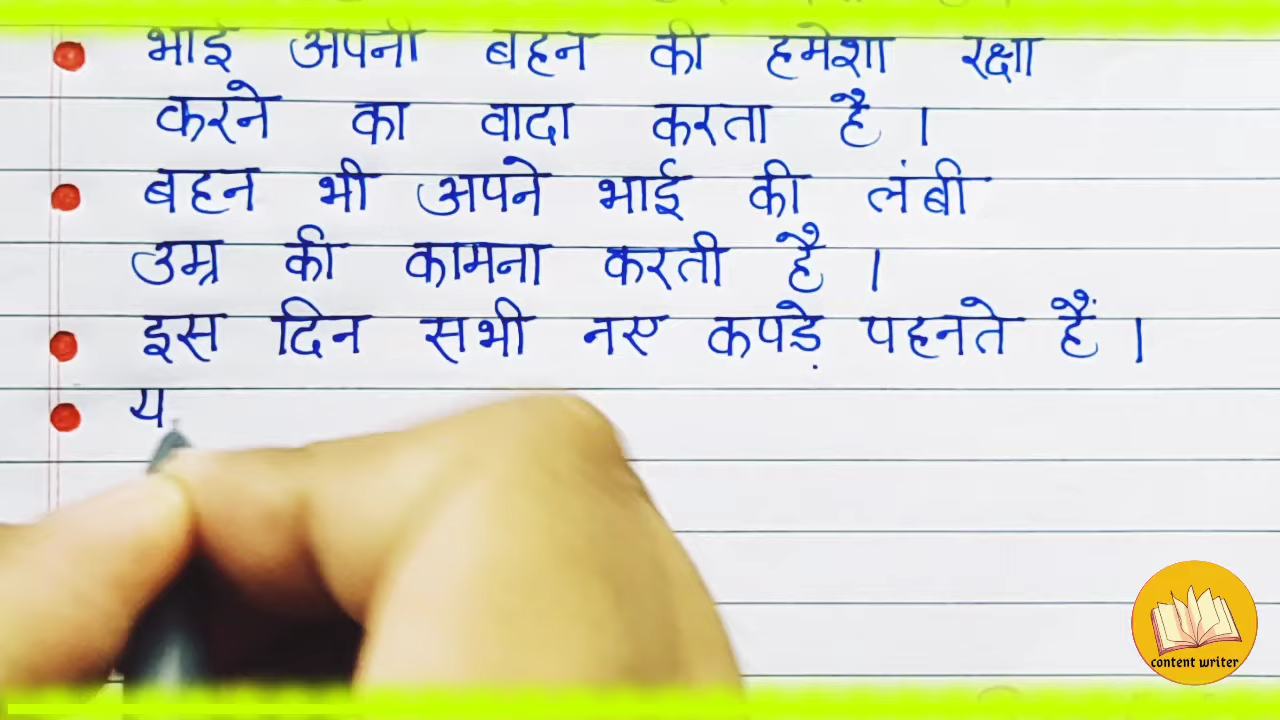 भाई अपनी बहन की हमेशा रक्षा
करने का वादा करता है ।
बहन भी अपने भाई की लंबी
उम्र की कामना करती है ।
इस दिन सभी नए कपड़े पहनते हैं ।
य
content writer